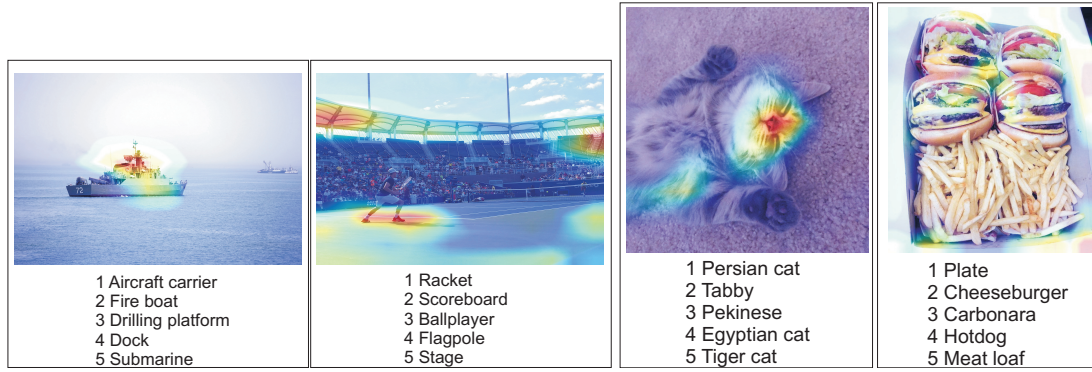 72
1 Aircraft carrier
2 Fire boat
3 Drilling platform
4 Dock
5 Submarine
1 Racket
2 Scoreboard
3 Ballplayer
4 Flagpole
5 Stage
1 Persian cat
2 Tabby
3 Pekinese
4 Egyptian cat
5 Tiger cat
1 Plate
2 Cheeseburger
3 Carbonara
4 Hotdog
5 Meat loaf